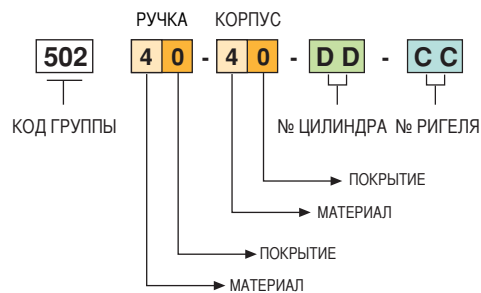 РУЧКА КОРПУС
502 4 0 - 4 0 - D D - C C
КОД ГРУППЫ № ЦИЛИНДРА № РИГЕЛЯ
ПОКРЫТИЕ
МАТЕРИАЛ
ПОКРЫТИЕ
МАТЕРИАЛ